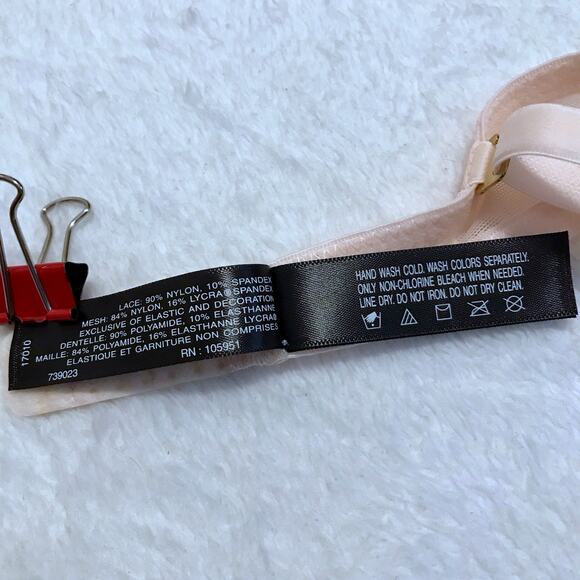 LACE: 90% NYLON, 10% SPANDEX
MESH: 84% NYLON, 16% LYCRA® SPANDEX
EXCLUSIVE OF ELASTIC AND DECORATION
DENTELLE: 90% POLYAMIDE, 10% ELASTHANNE
MAILLE: 84% POLYAMIDE, 16% ELASTHANNE LYCRA
ELASTIQUE ET GARNITURE NON COMPRISES
RN: 105951
17010
739023
HAND WASH COLD. WASH COLORS SEPARATELY.
ONLY NON-CHLORINE BLEACH WHEN NEEDED.
LINE DRY. DO NOT IRON. DO NOT DRY CLEAN.